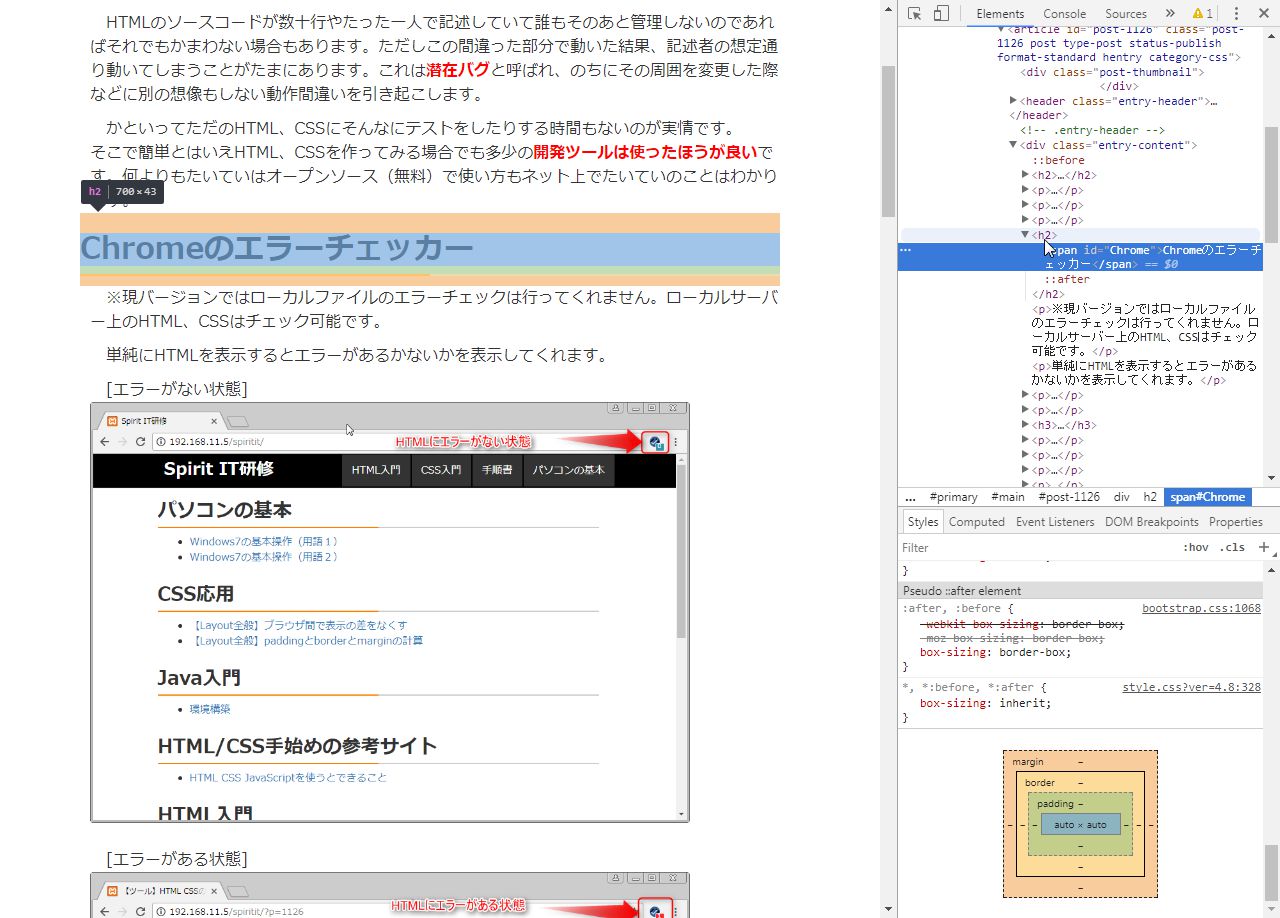 HTMLのソースコードが数十行やたった一人で記述していて誰もそのあと管理しないのであれ
ばそれでもかまわない場合もあります。ただしこの間違った部分で動いた結果、記述者の想定通
り動いてしまうことがたまにあります。これは潜在バグと呼ばれ、のちにその周囲を変更した際
などに別の想像もしない動作間違いを引き起こします。
かといってただのHTML、CSSにそんなにテストをしたりする時間もないのが実情です。
そこで簡単とはいえHTML、CSSを作ってみる場合でも多少の開発ツールは使ったほうが良いで
す。何よりもたいていはオープンソース（無料）で使い方もネット上でたいていのことはわかり
h2 700×43
Chromeのエラーチェッカー
※現バージョンではローカルファイルのエラーチェックは行ってくれません。ローカルサーバ
ー上のHTML、CSSはチェック可能です。
単純にHTMLを表示するとエラーがあるかないかを表示してくれます。
[エラーがない状態]
Spirit IT研修
192.168.11.5/spiritit/
HTMLにエラーがない状態
Spirit IT研修 HTML入門 CSS入門 手順書 パソコンの基本
パソコンの基本
Windows7の基本操作（用語１）
Windows7の基本操作（用語２）
CSS応用
【Layout全般】ブラウザ間で表示の差をなくす
【Layout全般】paddingとborderとmarginの計算
Java入門
環境構築
HTML/CSS手始めの参考サイト
HTML CSS JavaScriptを使うとできること
HTML入門
[エラーがある状態]
【ツール】HTML CSSの
192.168.11.5/spiritit/?p=1126
HTMLにエラーがある状態
Elements Console Sources » 1
<article id="post-1126" class="post-
1126 post type-post status-publish
format-standard hentry category-css">
<div class="post-thumbnail">
</div>
<header class="entry-header">…
</header>
<!-- .entry-header -->
<div class="entry-content">
::before
<h2>…</h2>
<p>…</p>
<p>…</p>
<p>…</p>
<h2>
<span id="Chrome">Chromeのエラーチ
ェッカー</span> == $0
::after
</h2>
<p>※現バージョンではローカルファイル
のエラーチェックは行ってくれません。ロ
ーカルサーバー上のHTML、CSSはチェック
可能です。</p>
<p>単純にHTMLを表示するとエラーがある
かないかを表示してくれます。</p>
<p>…</p>
<p>…</p>
<h3>…</h3>
<p>…</p>
<p>…</p>
<p>…</p>
<p>…</p>
... #primary #main #post-1126 div h2 span#Chrome
Styles Computed Event Listeners DOM Breakpoints Properties
Filter :hov .cls +
}
Pseudo ::after element
:after, :before { bootstrap.css:1068
-webkit-box-sizing: border-box;
-moz-box-sizing: border-box;
box-sizing: border-box;
}
*, *:before, *:after { style.css?ver=4.8:328
box-sizing: inherit;
}
margin –
border –
padding –
– – – auto × auto – – –
–
–
–